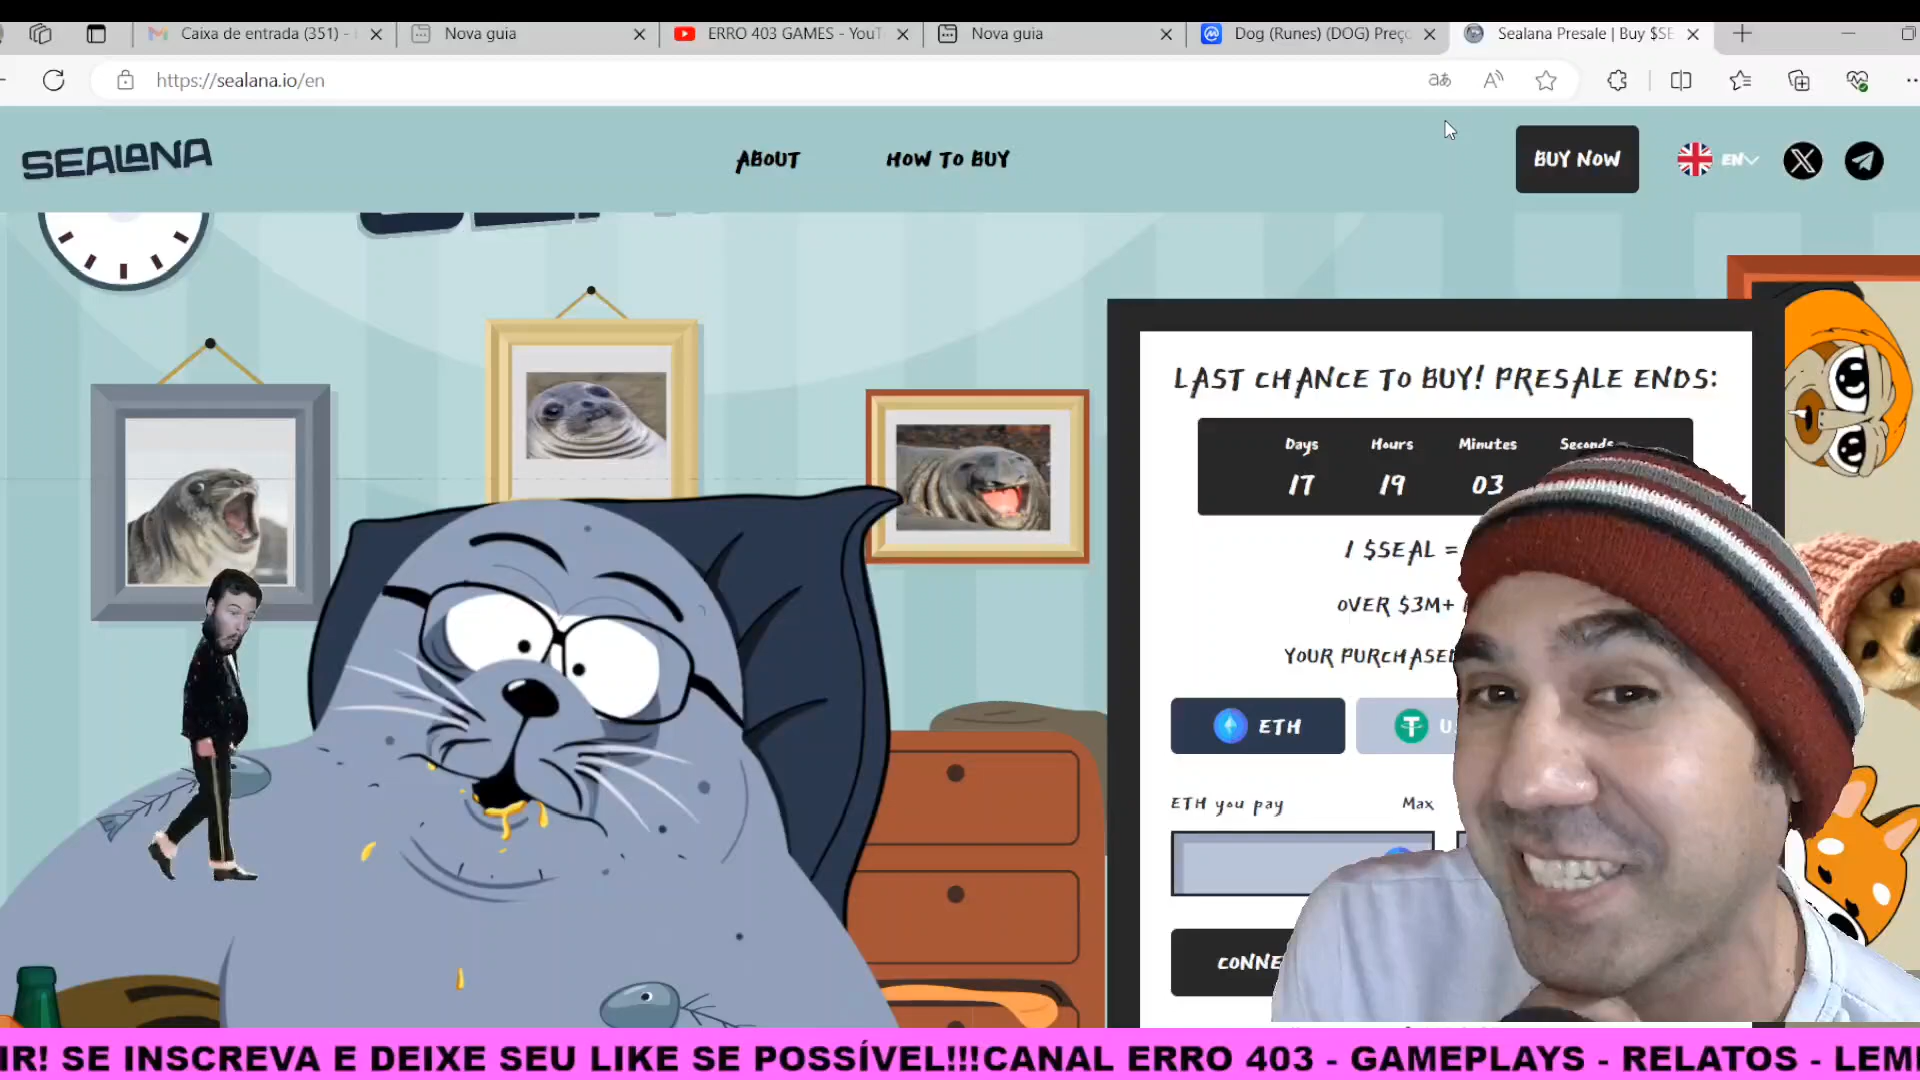 Caixa de entrada (351) -
Nova guia
ERRO 403 GAMES - YouT
Nova guia
Dog (Runes) (DOG) Preço
Sealana Presale | Buy $SE
https://sealana.io/en
SEALANA
ABOUT
HOW TO BUY
BUY NOW
EN
LAST CHANCE TO BUY! PRESALE ENDS:
Days Hours Minutes Seconds
17 19 03
1 $SEAL =
OVER $3M+
YOUR PURCHASED
ETH
ETH you pay Max
CONNE
IR! SE INSCREVA E DEIXE SEU LIKE SE POSSÍVEL!!!CANAL ERRO 403 - GAMEPLAYS - RELATOS - LEM